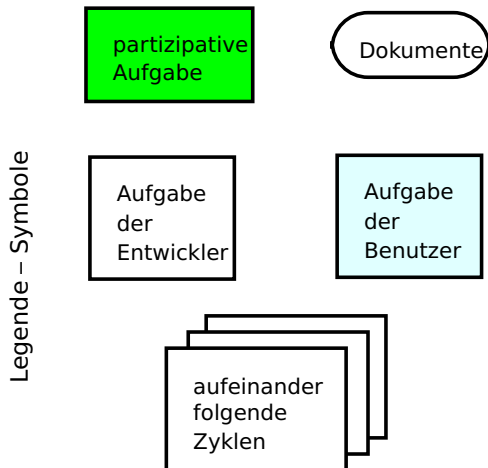 Legende – Symbole
partizipative
Aufgabe
Dokumente
Aufgabe
der
Entwickler
Aufgabe
der
Benutzer
aufeinander
folgende
Zyklen